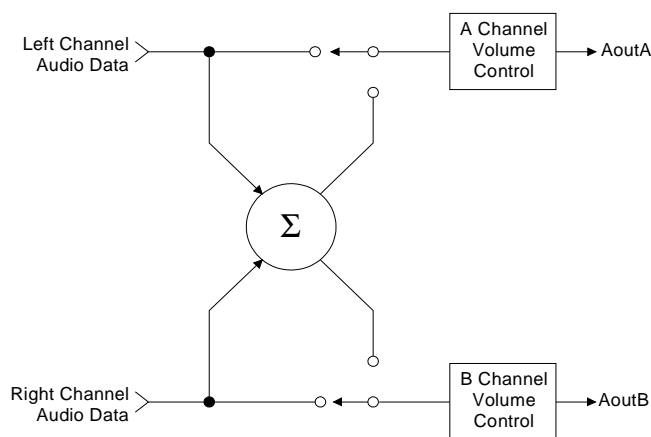 Left Channel
Audio Data
A Channel
Volume
Control
AoutA
Σ
Right Channel
Audio Data
B Channel
Volume
Control
AoutB